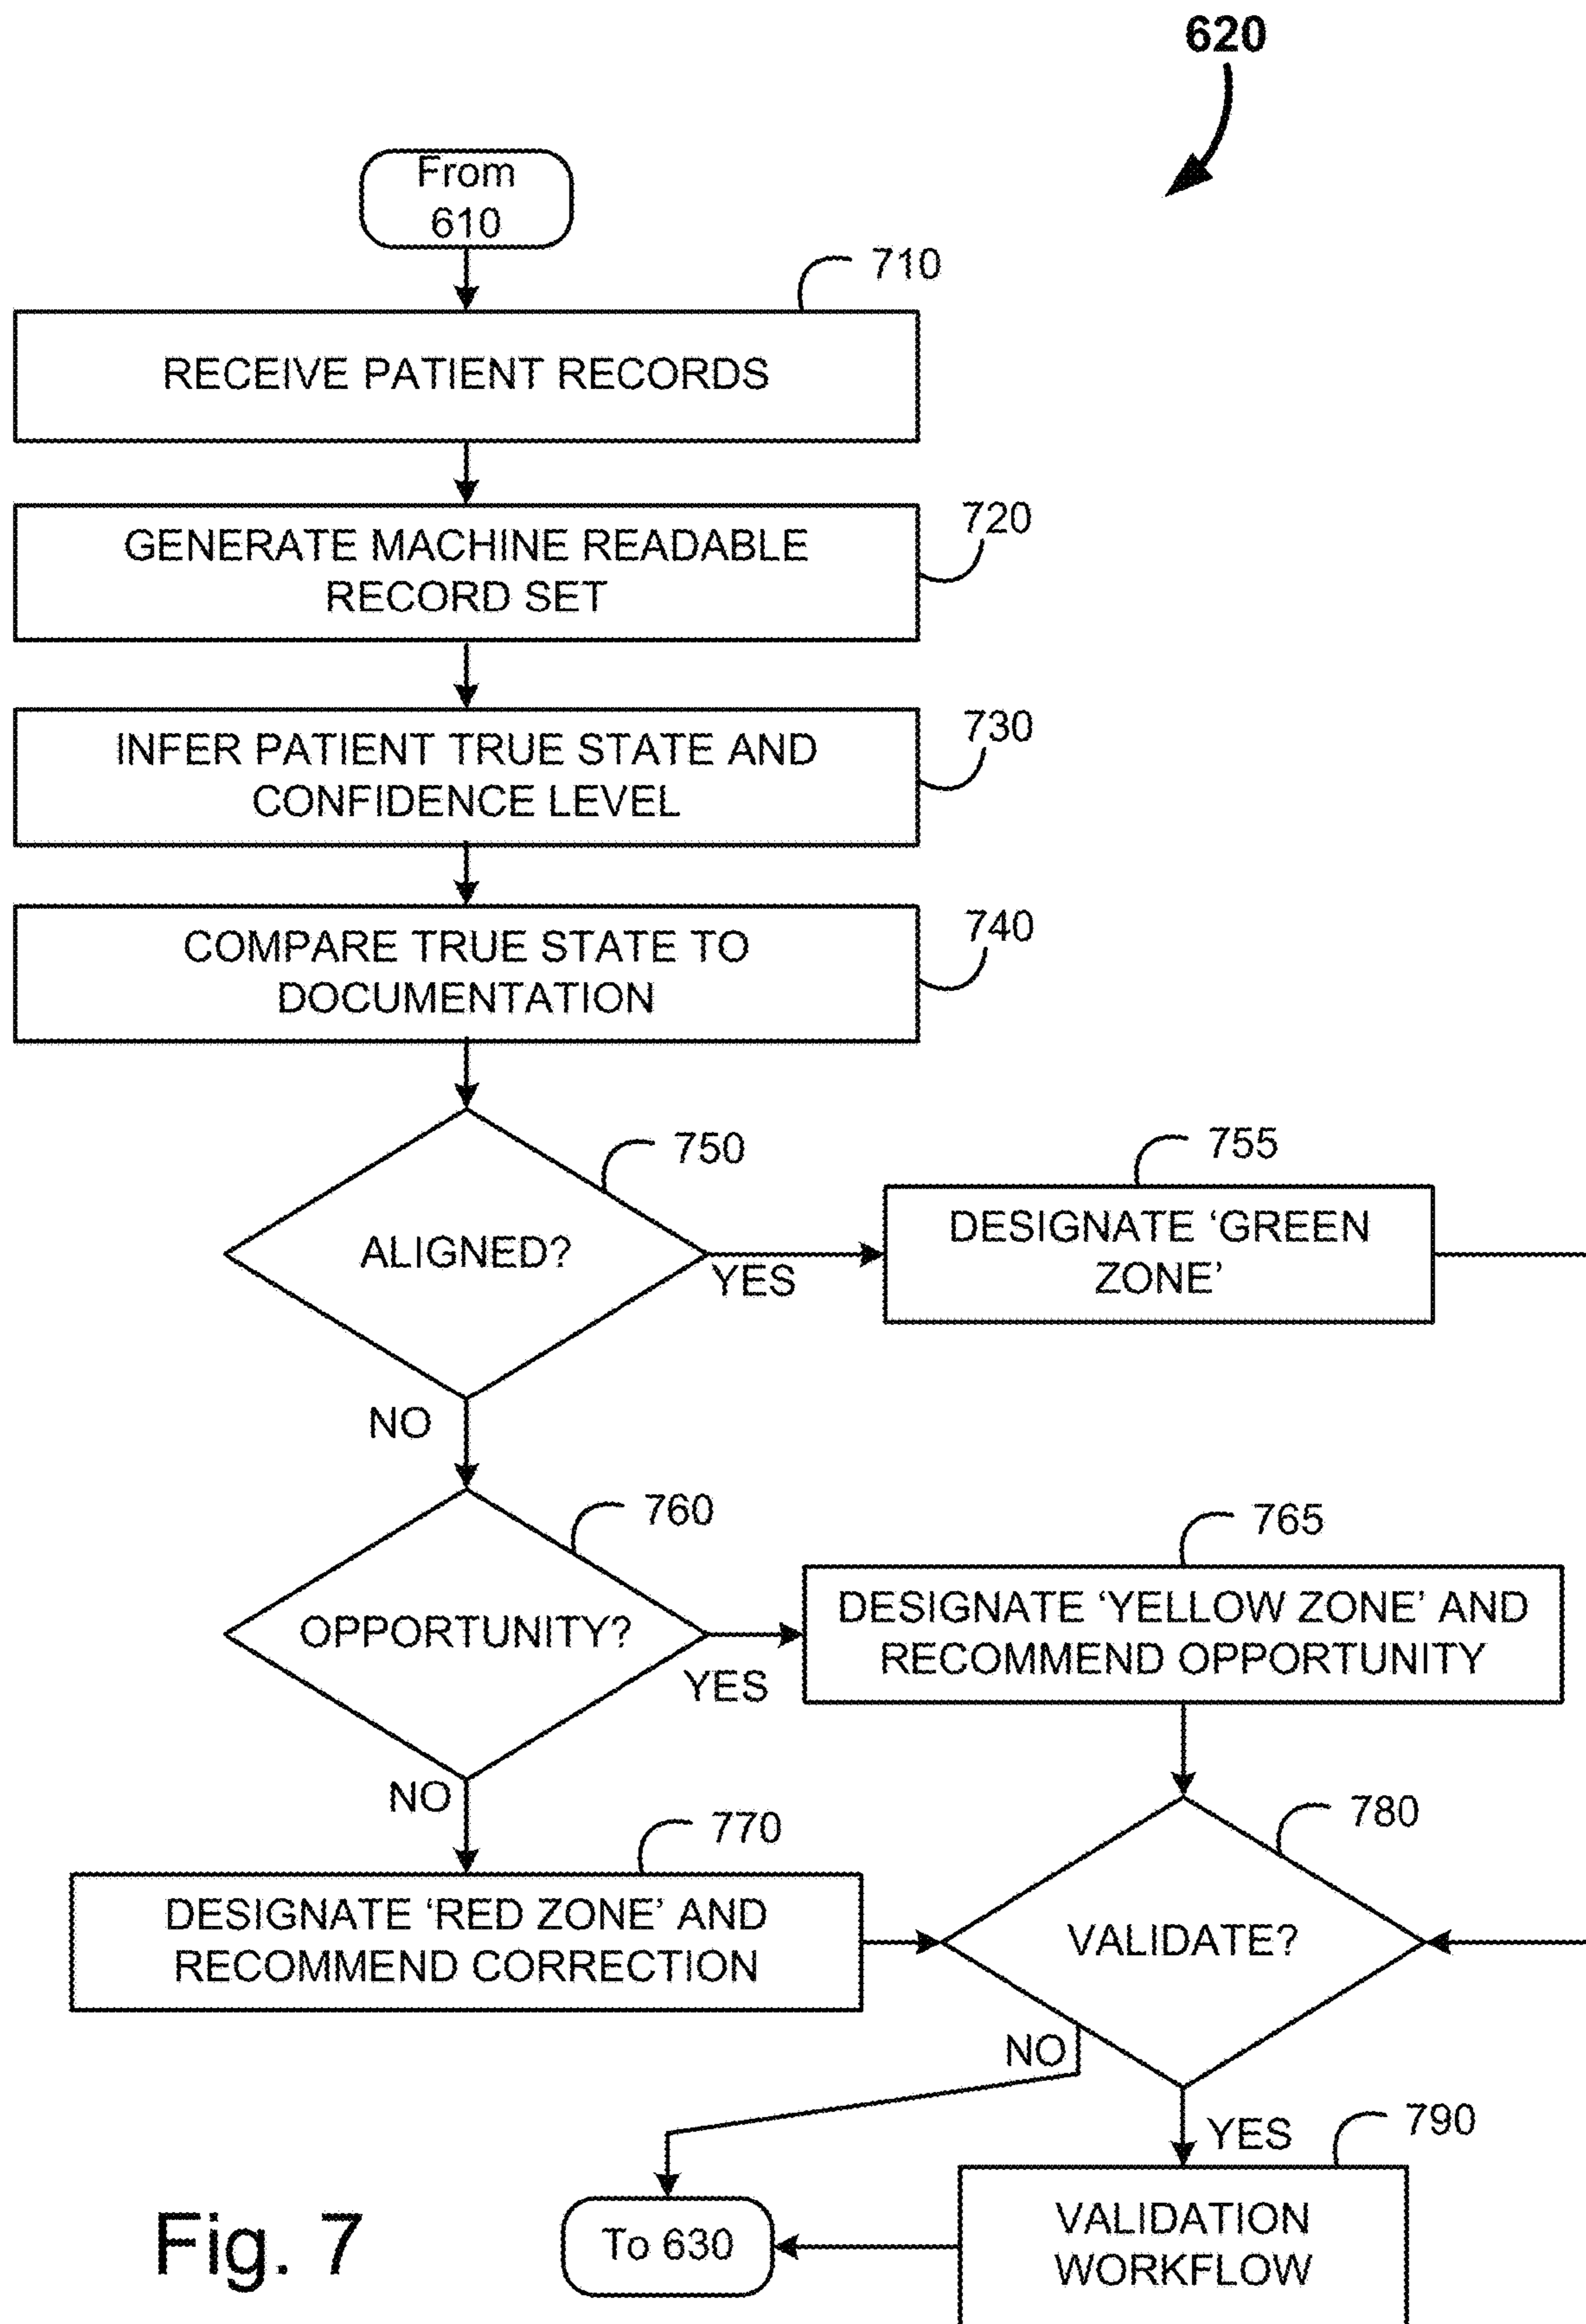 620
From
610
710
RECEIVE PATIENT RECORDS
720
GENERATE MACHINE READABLE
RECORD SET
730
INFER PATIENT TRUE STATE AND
CONFIDENCE LEVEL
740
COMPARE TRUE STATE TO
DOCUMENTATION
750
ALIGNED?
YES
755
DESIGNATE ‘GREEN
ZONE’
NO
760
OPPORTUNITY?
YES
765
DESIGNATE ‘YELLOW ZONE’ AND
RECOMMEND OPPORTUNITY
NO
770
DESIGNATE ‘RED ZONE’ AND
RECOMMEND CORRECTION
780
VALIDATE?
NO
YES
790
VALIDATION
WORKFLOW
To 630
Fig. 7